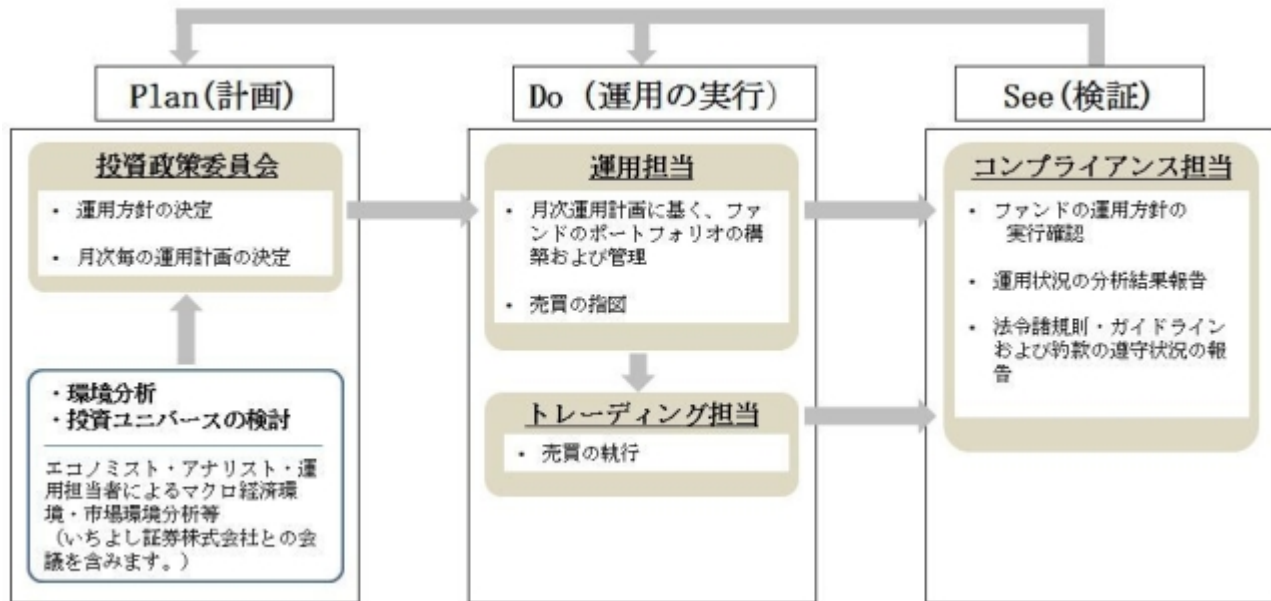 Plan(計画)
投資政策委員会
・ 運用方針の決定
・ 月次毎の運用計画の決定
・環境分析
・投資ユニバースの検討
エコノミスト・アナリスト・運
用担当者によるマクロ経済環
境・市場環境分析等
（いちよし証券株式会社との会
議を含みます。）
Do (運用の実行)
運用担当
・ 月次運用計画に基く、ファ
ンドのポートフォリオの構
築および管理
・ 売買の指図
トレーディング担当
・ 売買の執行
See(検証)
コンプライアンス担当
・ ファンドの運用方針の
実行確認
・ 運用状況の分析結果報告
・ 法令諸規則・ガイドライン
および約款の遵守状況の報
告